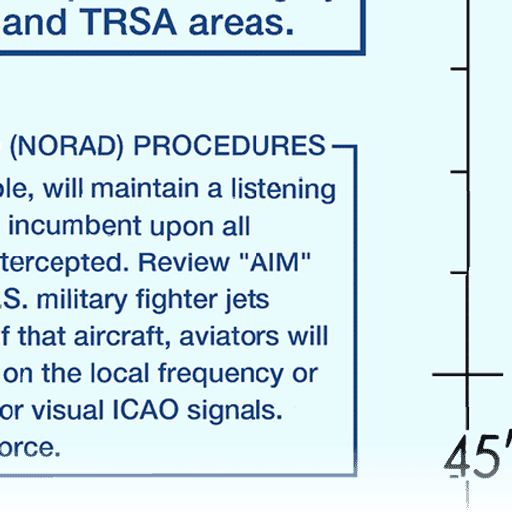 and TRSA areas.
(NORAD) PROCEDURES
ble, will maintain a listening
incumbent upon all
tercepted. Review "AIM"
.S. military fighter jets
f that aircraft, aviators will
on the local frequency or
or visual ICAO signals.
orce.
45'